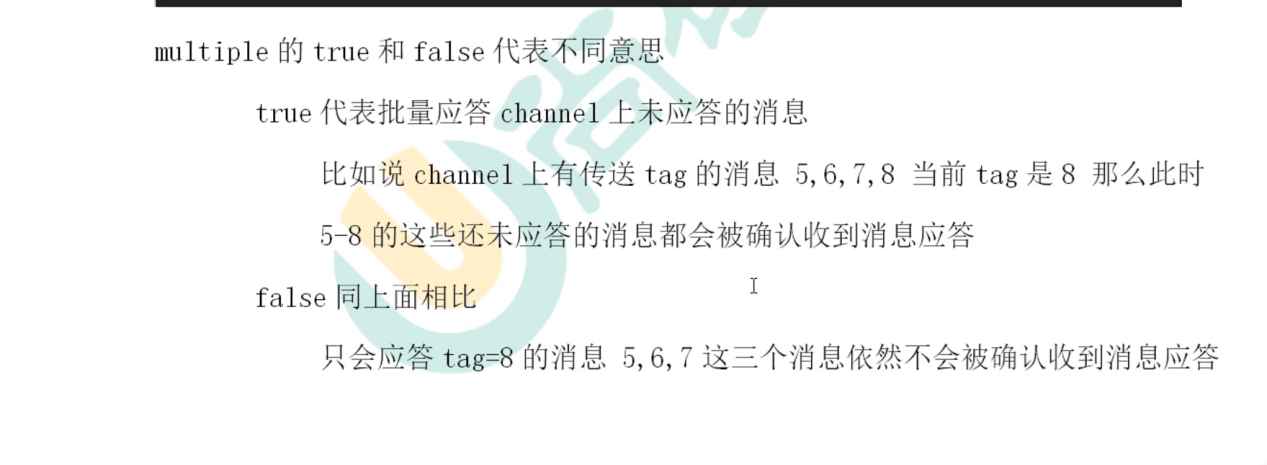 multiple 的 true 和 false 代表不同意思
true 代表批量应答 channel 上未应答的消息
比如说 channel 上有传送 tag 的消息 5,6,7,8 当前 tag 是 8 那么此时
5-8 的这些还未应答的消息都会被确认收到消息应答
false 同上面相比
只会应答 tag=8 的消息 5,6,7 这三个消息依然不会被确认收到消息应答